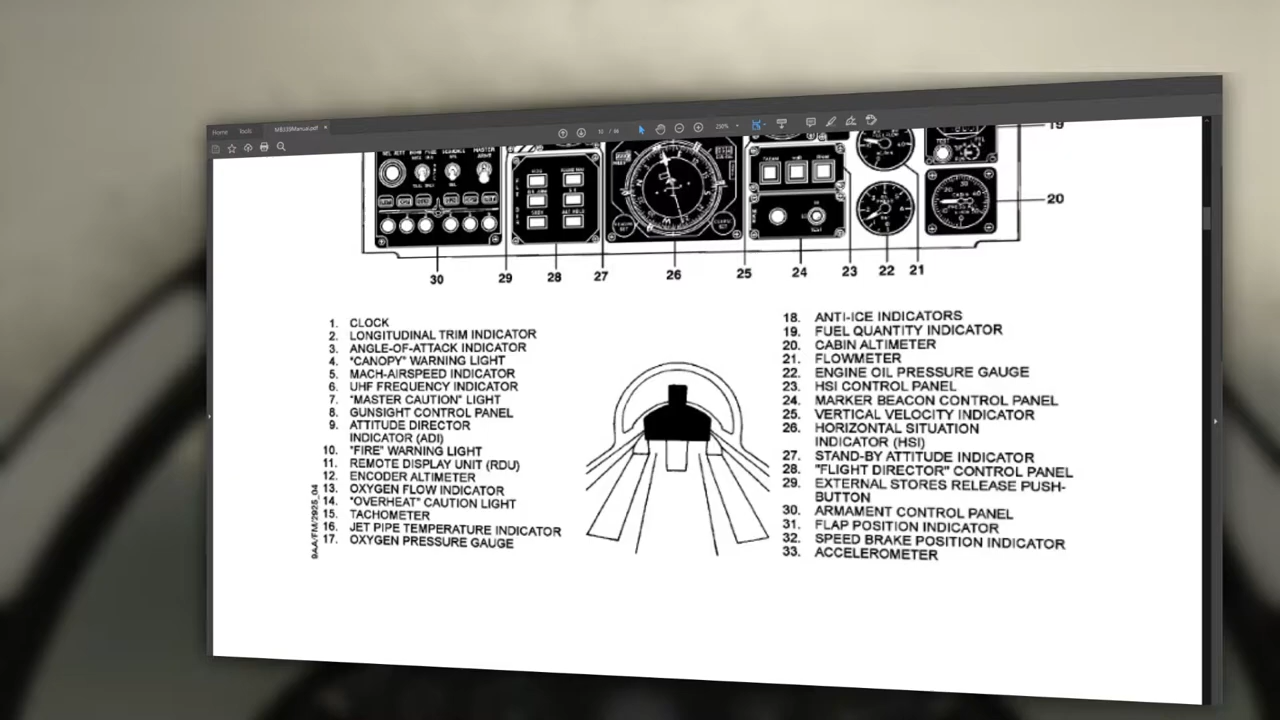 Home Tools MB339Manual.pdf ×
250%
19
20
30 29 28 27 26 25 24 23 22 21
1. CLOCK
2. LONGITUDINAL TRIM INDICATOR
3. ANGLE-OF-ATTACK INDICATOR
4. "CANOPY" WARNING LIGHT
5. MACH-AIRSPEED INDICATOR
6. UHF FREQUENCY INDICATOR
7. "MASTER CAUTION" LIGHT
8. GUNSIGHT CONTROL PANEL
9. ATTITUDE DIRECTOR
INDICATOR (ADI)
10. "FIRE" WARNING LIGHT
11. REMOTE DISPLAY UNIT (RDU)
12. ENCODER ALTIMETER
13. OXYGEN FLOW INDICATOR
14. "OVERHEAT" CAUTION LIGHT
15. TACHOMETER
16. JET PIPE TEMPERATURE INDICATOR
17. OXYGEN PRESSURE GAUGE
18. ANTI-ICE INDICATORS
19. FUEL QUANTITY INDICATOR
20. CABIN ALTIMETER
21. FLOWMETER
22. ENGINE OIL PRESSURE GAUGE
23. HSI CONTROL PANEL
24. MARKER BEACON CONTROL PANEL
25. VERTICAL VELOCITY INDICATOR
26. HORIZONTAL SITUATION
INDICATOR (HSI)
27. STAND-BY ATTITUDE INDICATOR
28. "FLIGHT DIRECTOR" CONTROL PANEL
29. EXTERNAL STORES RELEASE PUSH-
BUTTON
30. ARMAMENT CONTROL PANEL
31. FLAP POSITION INDICATOR
32. SPEED BRAKE POSITION INDICATOR
33. ACCELEROMETER